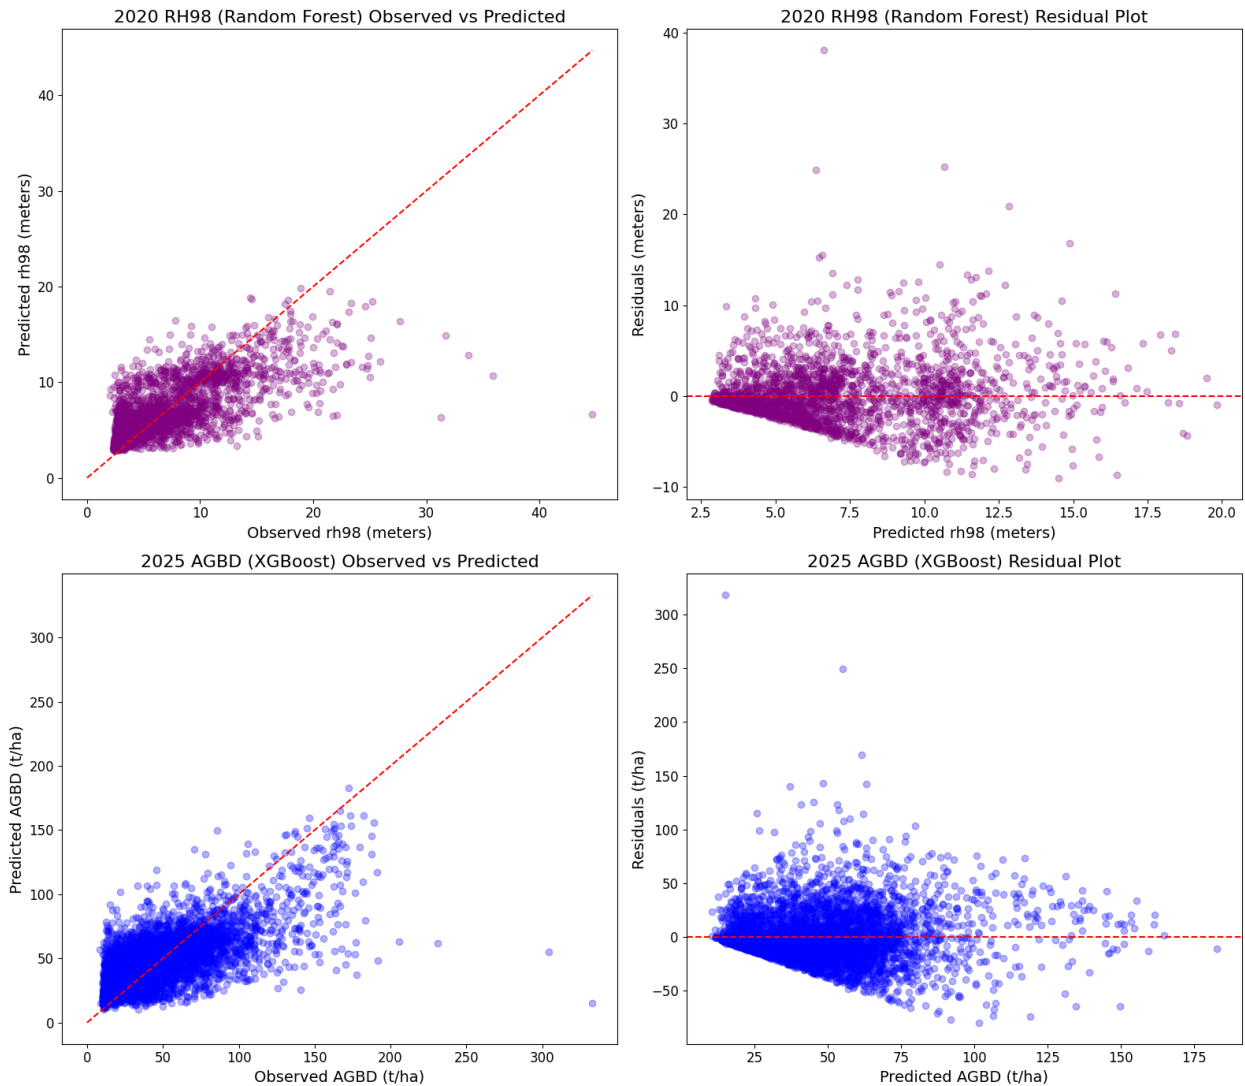 2020 RH98 (Random Forest) Observed vs Predicted
Predicted rh98 (meters)
40
30
20
10
0
0 10 20 30 40
Observed rh98 (meters)
2020 RH98 (Random Forest) Residual Plot
Residuals (meters)
40
30
20
10
0
−10
2.5 5.0 7.5 10.0 12.5 15.0 17.5 20.0
Predicted rh98 (meters)
2025 AGBD (XGBoost) Observed vs Predicted
Predicted AGBD (t/ha)
300
250
200
150
100
50
0
0 50 100 150 200 250 300
Observed AGBD (t/ha)
2025 AGBD (XGBoost) Residual Plot
Residuals (t/ha)
300
250
200
150
100
50
0
−50
25 50 75 100 125 150 175
Predicted AGBD (t/ha)